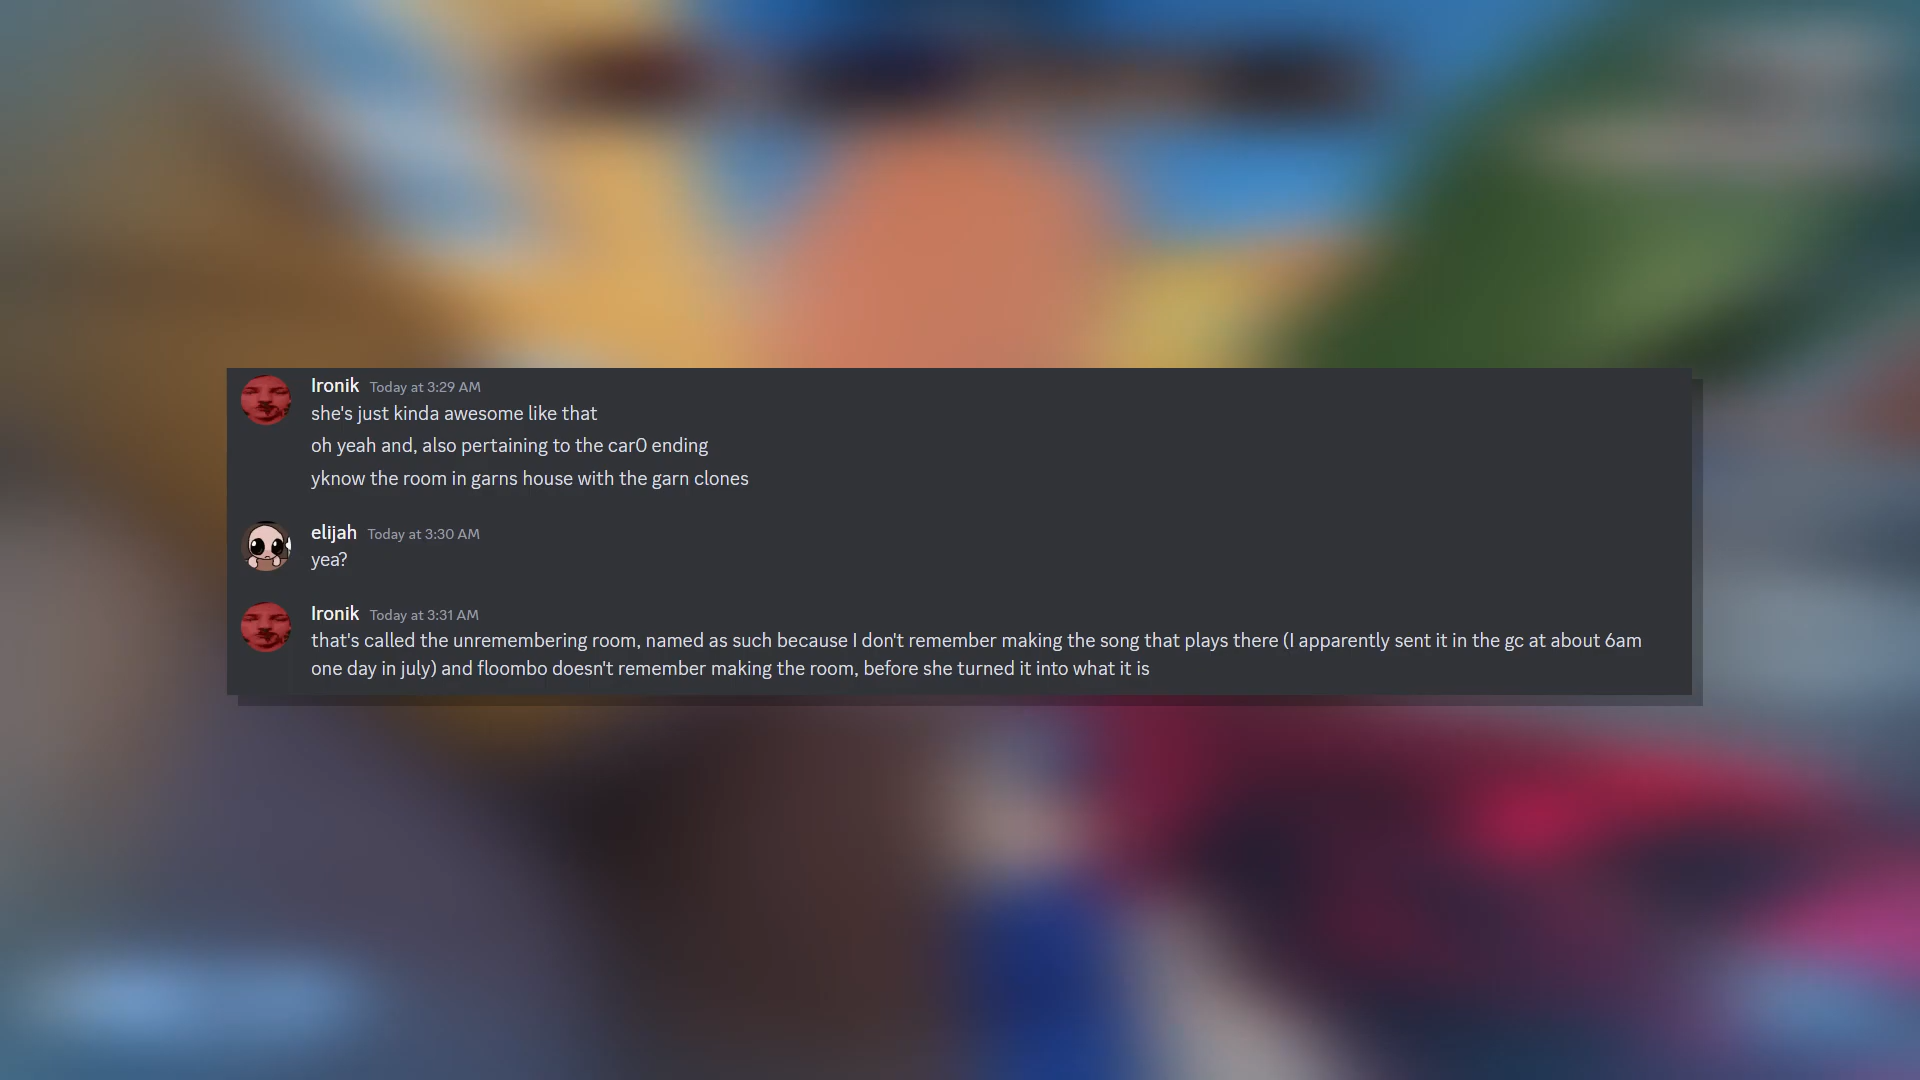 Ironik Today at 3:29 AM
she's just kinda awesome like that
oh yeah and, also pertaining to the car0 ending
yknow the room in garns house with the garn clones
elijah Today at 3:30 AM
yea?
Ironik Today at 3:31 AM
that's called the unremembering room, named as such because I don't remember making the song that plays there (I apparently sent it in the gc at about 6am
one day in july) and floombo doesn't remember making the room, before she turned it into what it is